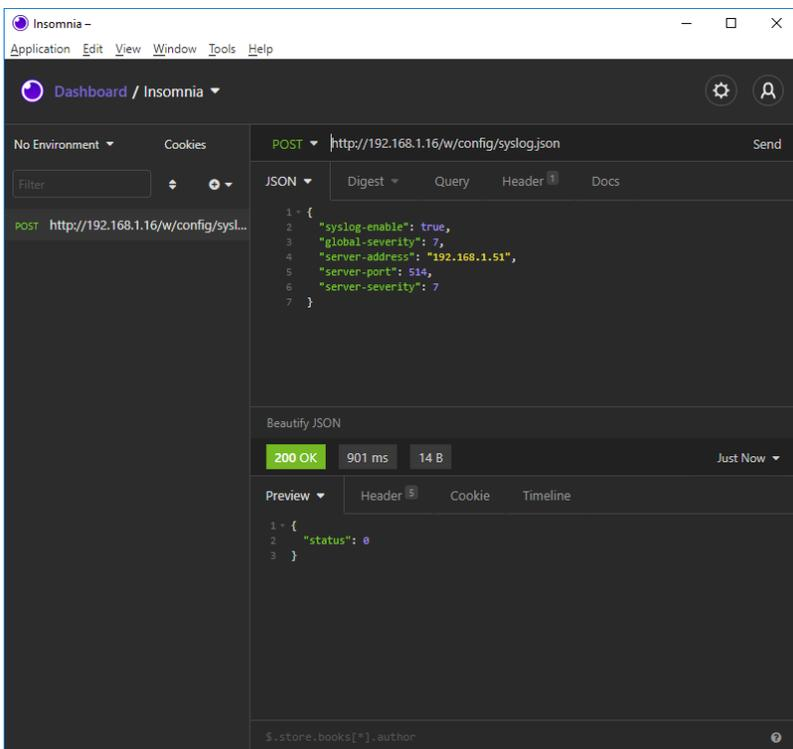 Insomnia –
Application Edit View Window Tools Help
Dashboard / Insomnia
No Environment Cookies
Filter
POST http://192.168.1.16/w/config/sysl...
POST http://192.168.1.16/w/config/syslog.json Send
JSON Digest Query Header 1 Docs
1 {
2 "syslog-enable": true,
3 "global-severity": 7,
4 "server-address": "192.168.1.51",
5 "server-port": 514,
6 "server-severity": 7
7 }
Beautify JSON
200 OK 901 ms 14 B Just Now
Preview Header 5 Cookie Timeline
1 {
2 "status": 0
3 }
$.store.books[*].author